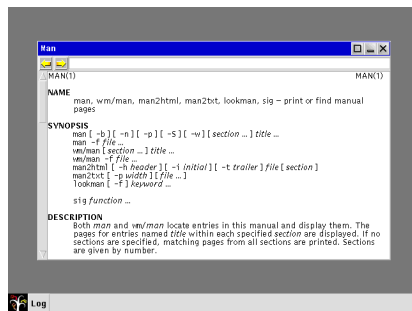 Man
MAN(1) MAN(1)
NAME
man, wm/man, man2html, man2txt, lookman, sig – print or find manual
pages
SYNOPSIS
man [ -b ] [ -n ] [ -p ] [ -S ] [ -w ] [ section ... ] title ...
man -f file ...
wm/man [ section ... ] title ...
wm/man -f file ...
man2html [ -h header ] [ -i initial ] [ -t trailer ] file [ section ]
man2txt [ -p width ] [ file ... ]
lookman [ -f ] keyword ...
sig function ...
DESCRIPTION
Both man and wm/man locate entries in this manual and display them. The
pages for entries named title within each specified section are displayed. If no
sections are specified, matching pages from all sections are printed. Sections
are given by number.
Log